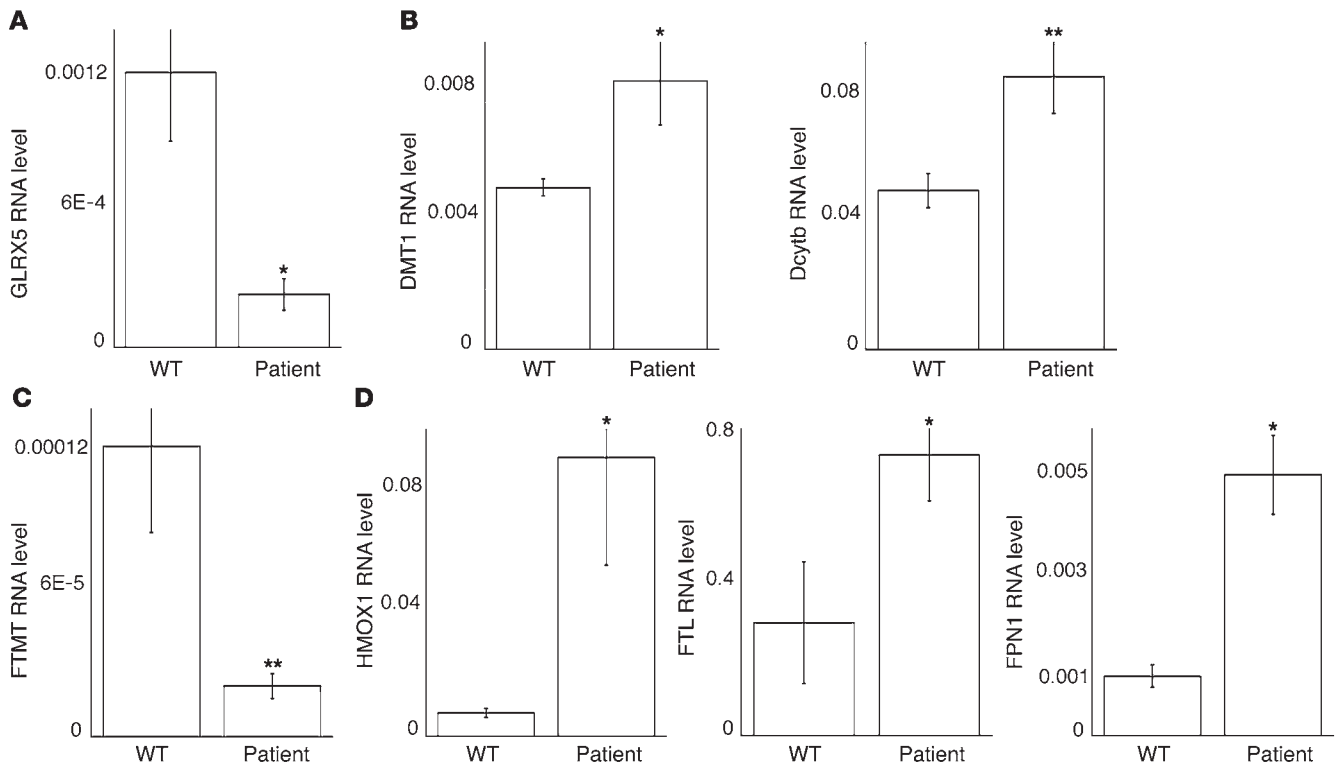 A
GLRX5 RNA level
0.0012
6E-4
0
*
WT Patient
B
DMT1 RNA level
0.008
0.004
0
*
WT Patient
Dcytb RNA level
0.08
0.04
0
**
WT Patient
C
FTMT RNA level
0.00012
6E-5
0
**
WT Patient
D
HMOX1 RNA level
0.08
0.04
0
*
WT Patient
FTL RNA level
0.8
0.4
0
*
WT Patient
FPN1 RNA level
0.005
0.003
0.001
0
*
WT Patient